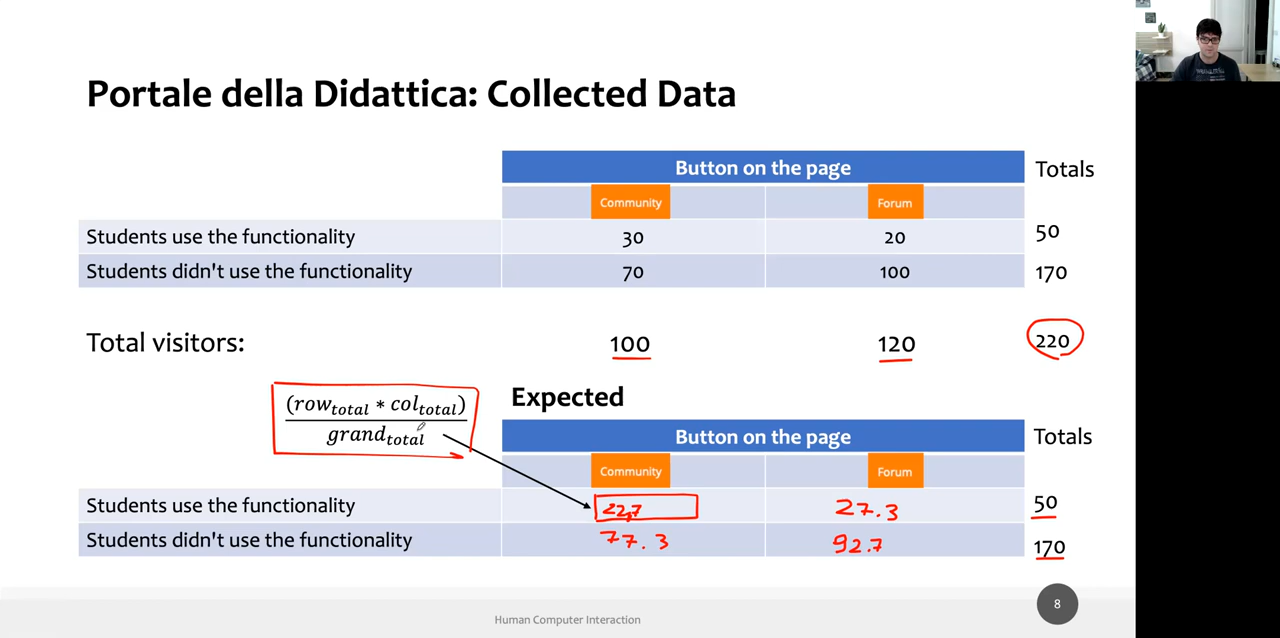 Portale della Didattica: Collected Data
Button on the page Totals
Community Forum
Students use the functionality 30 20 50
Students didn't use the functionality 70 100 170
Total visitors: 100 120 220
Expected
(row_total * col_total)
grand_total
Button on the page Totals
Community Forum
Students use the functionality 22,7 27.3 50
Students didn't use the functionality 77.3 92.7 170
8
Human Computer Interaction